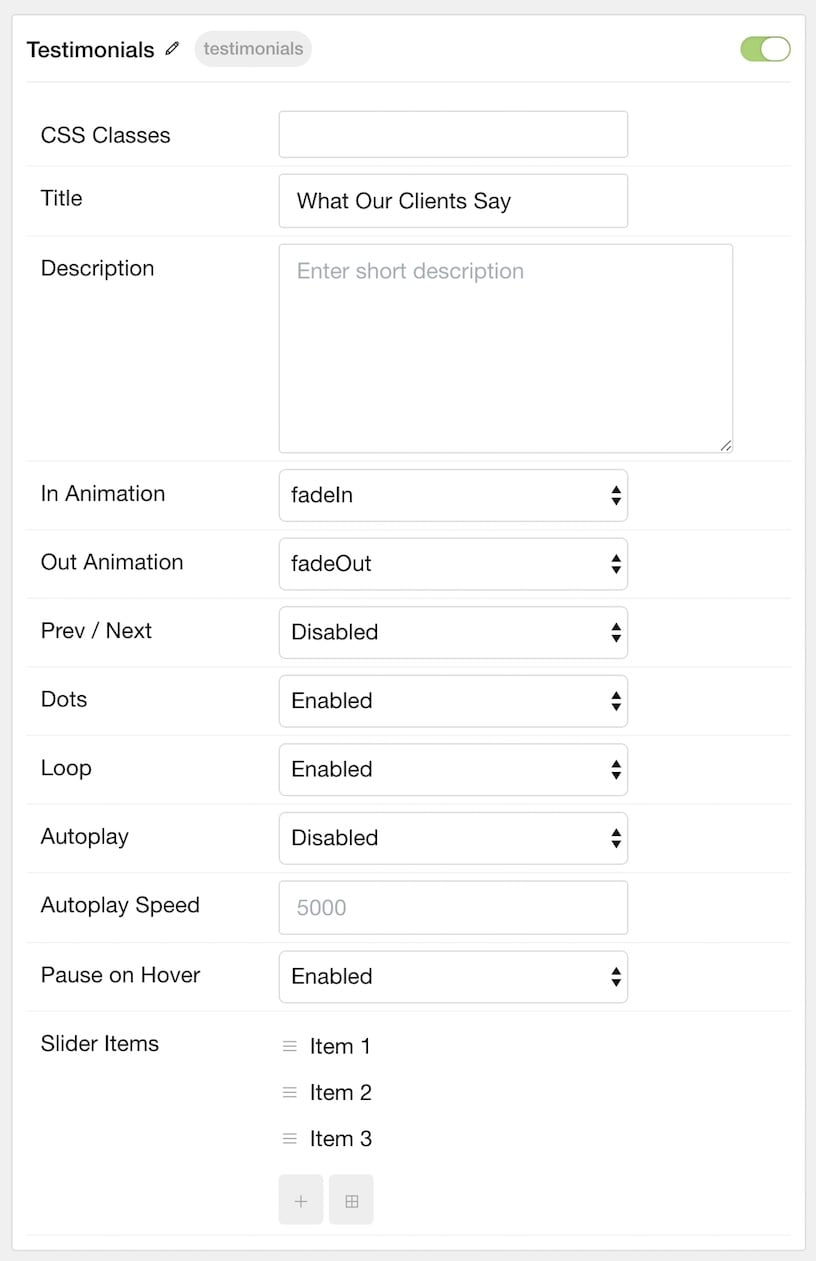 Testimonials testimonials
CSS Classes
Title What Our Clients Say
Description Enter short description
In Animation fadeIn
Out Animation fadeOut
Prev / Next Disabled
Dots Enabled
Loop Enabled
Autoplay Disabled
Autoplay Speed 5000
Pause on Hover Enabled
Slider Items Item 1
Item 2
Item 3